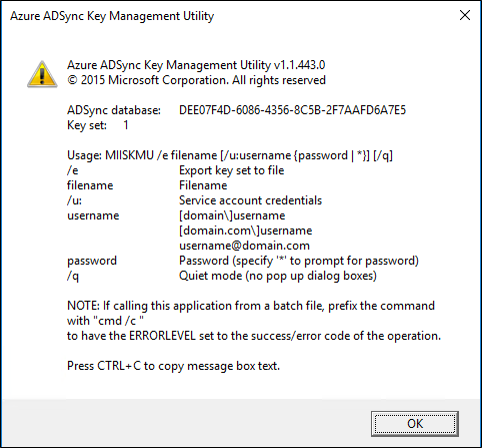 Azure ADSync Key Management Utility
Azure ADSync Key Management Utility v1.1.443.0
© 2015 Microsoft Corporation. All rights reserved
ADSync database: DEE07F4D-6086-4356-8C5B-2F7AAFD6A7E5
Key set: 1
Usage: MIISKMU /e filename [/u:username {password | *}] [/q]
/e Export key set to file
filename Filename
/u: Service account credentials
username [domain\]username
[domain.com\]username
username@domain.com
password Password (specify '*' to prompt for password)
/q Quiet mode (no pop up dialog boxes)
NOTE: If calling this application from a batch file, prefix the command
with "cmd /c "
to have the ERRORLEVEL set to the success/error code of the operation.
Press CTRL+C to copy message box text.
OK